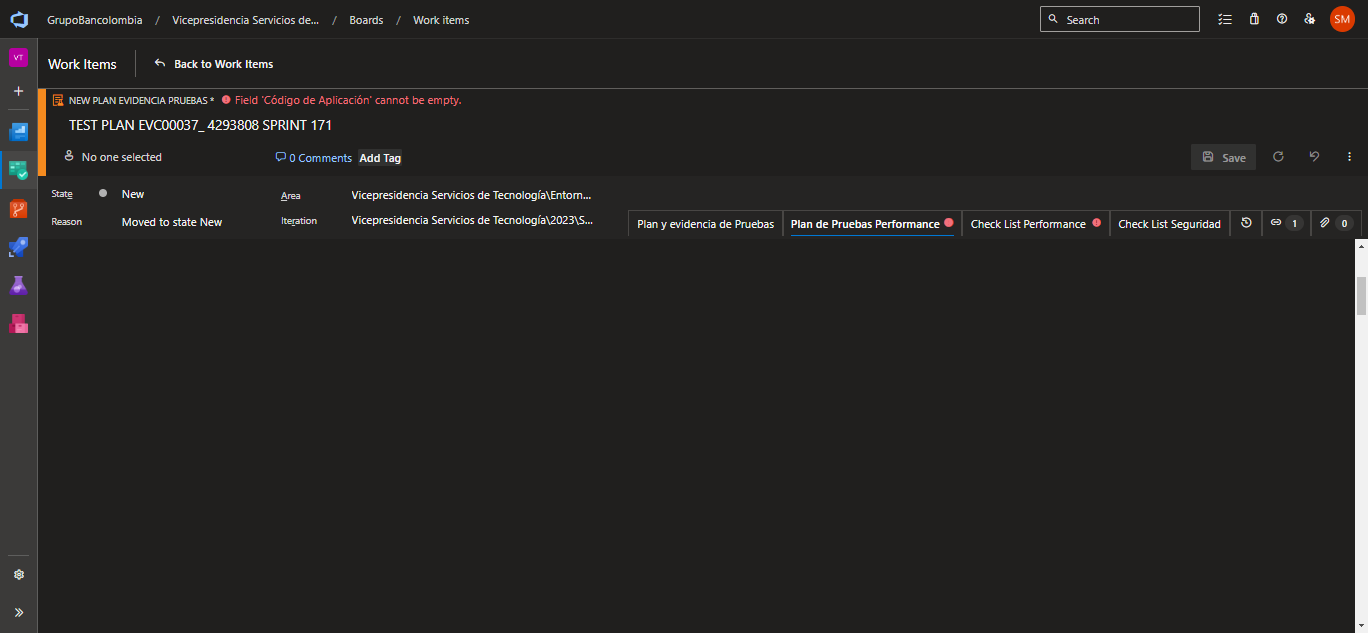 GrupoBancolombia / Vicepresidencia Servicios de... / Boards / Work items
Search
SM
VT
Work Items
Back to Work Items
NEW PLAN EVIDENCIA PRUEBAS * Field 'Código de Aplicación' cannot be empty.
TEST PLAN EVC00037_ 4293808 SPRINT 171
No one selected
0 Comments
Add Tag
Save
State
New
Area
Vicepresidencia Servicios de Tecnología\Entorn...
Reason
Moved to state New
Iteration
Vicepresidencia Servicios de Tecnología\2023\S...
Plan y evidencia de Pruebas
Plan de Pruebas Performance
Check List Performance
Check List Seguridad
1
0